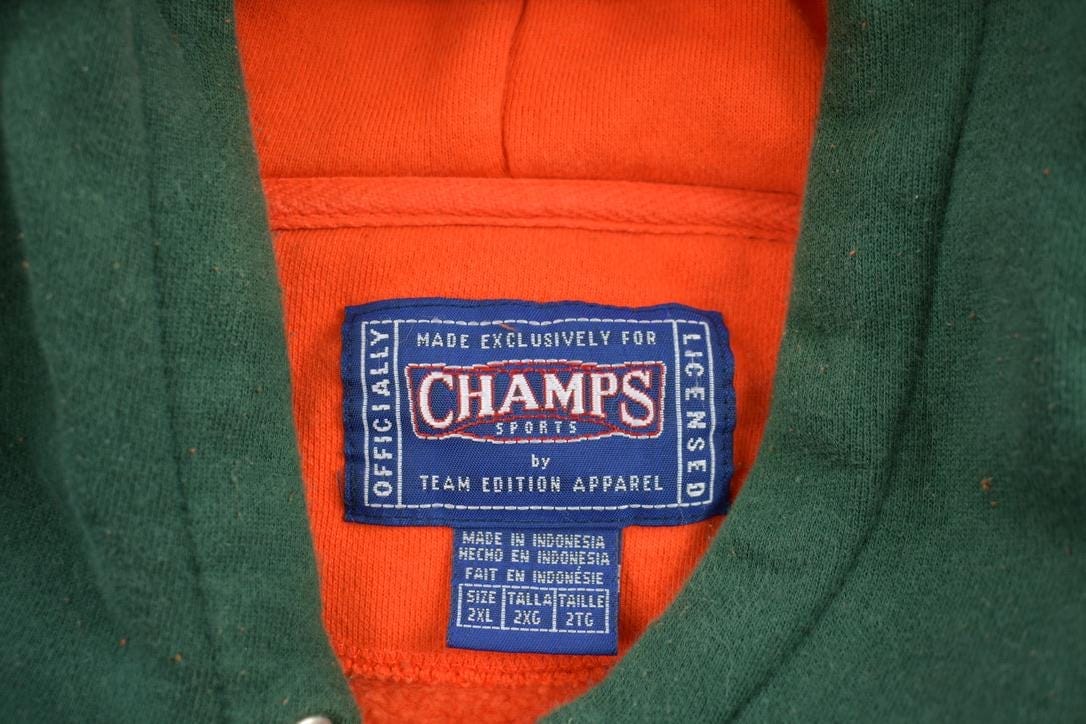 OFFICIALLY
MADE EXCLUSIVELY FOR
CHAMPS
SPORTS
by
TEAM EDITION APPAREL
LICENSED
MADE IN INDONESIA
HECHO EN INDONESIA
FAIT EN INDONÉSIE
SIZE TALLA TAILLE
2XL 2XG 2TG